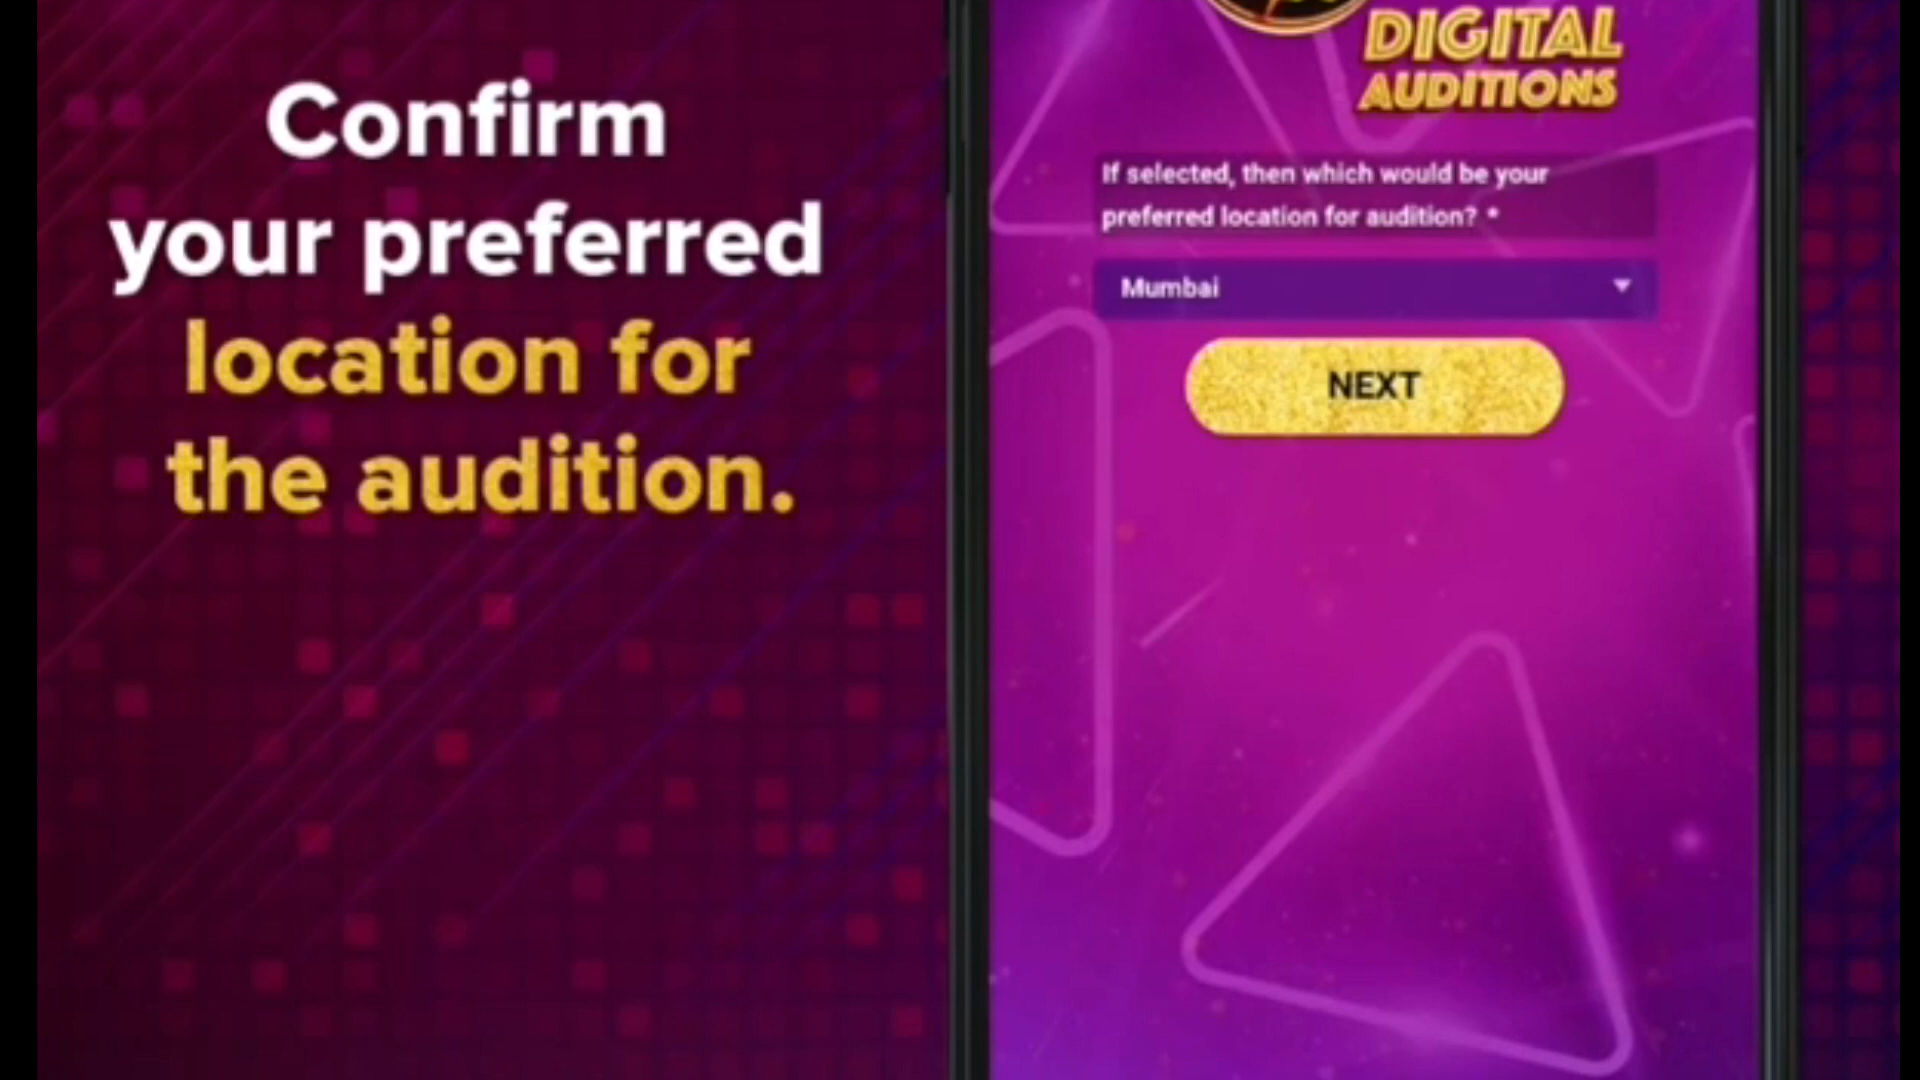 Confirm
your preferred
location for
the audition.
DIGITAL
AUDITIONS
If selected, then which would be your
preferred location for audition? *
Mumbai
NEXT